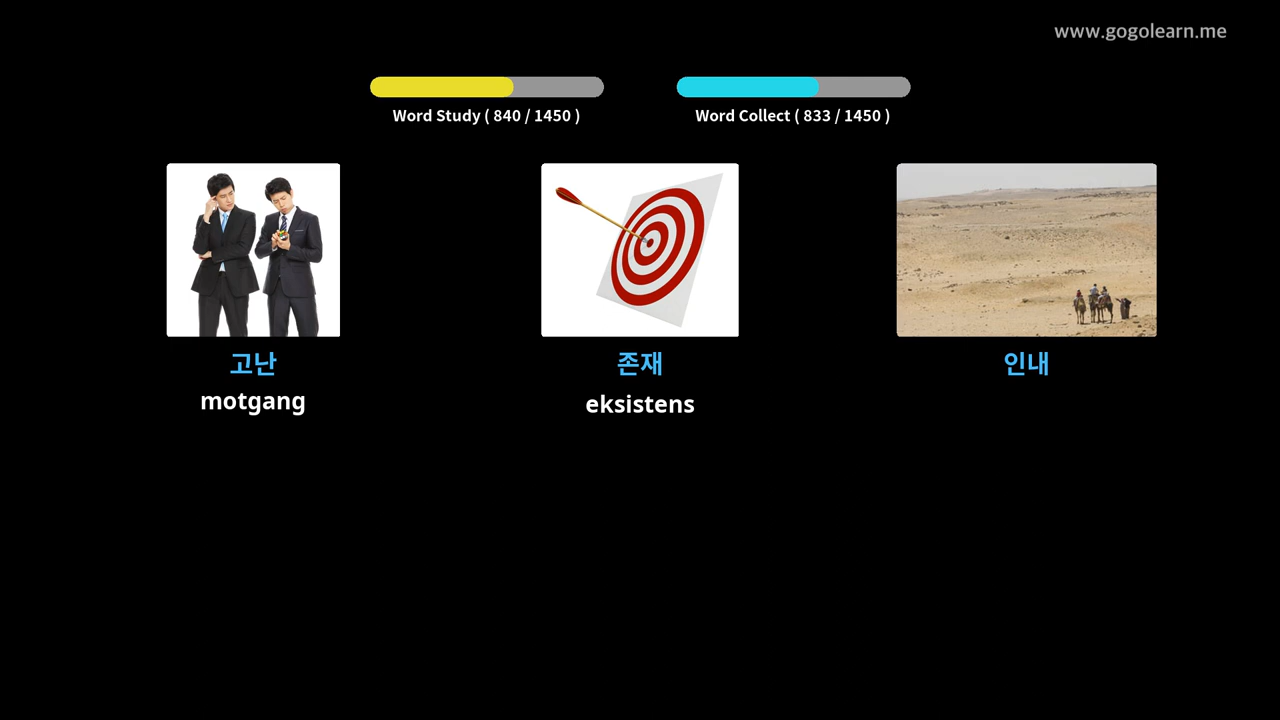 www.gogolearn.me
Word Study ( 840 / 1450 )
Word Collect ( 833 / 1450 )
고난
존재
인내
motgang
eksistens